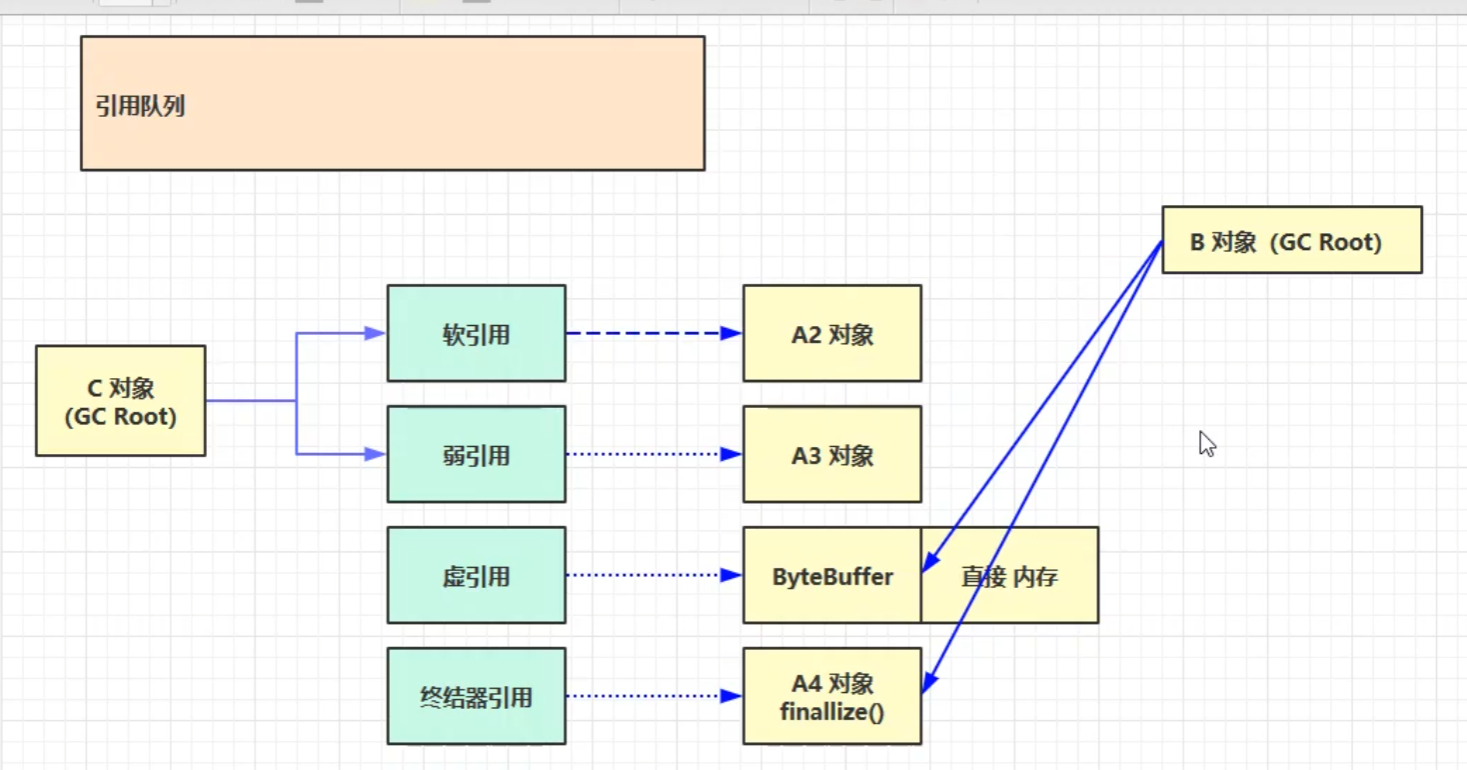 引用队列
B 对象（GC Root)
软引用
A2 对象
C 对象
(GC Root)
弱引用
A3 对象
虚引用
ByteBuffer
直接 内存
终结器引用
A4 对象
finallize()